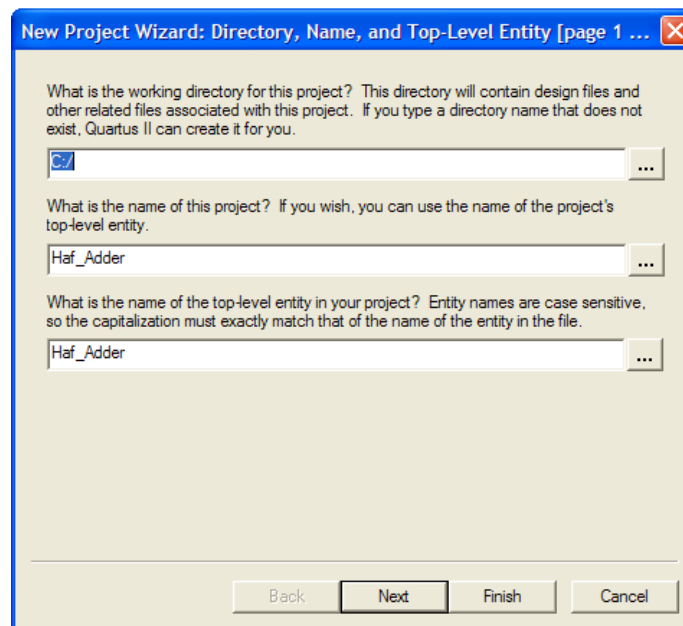 New Project Wizard: Directory, Name, and Top-Level Entity [page 1 ...
What is the working directory for this project? This directory will contain design files and
other related files associated with this project. If you type a directory name that does not
exist, Quartus II can create it for you.
C:/
...
What is the name of this project? If you wish, you can use the name of the project's
top-level entity.
Haf_Adder
...
What is the name of the top-level entity in your project? Entity names are case sensitive,
so the capitalization must exactly match that of the name of the entity in the file.
Haf_Adder
...
Back Next Finish Cancel